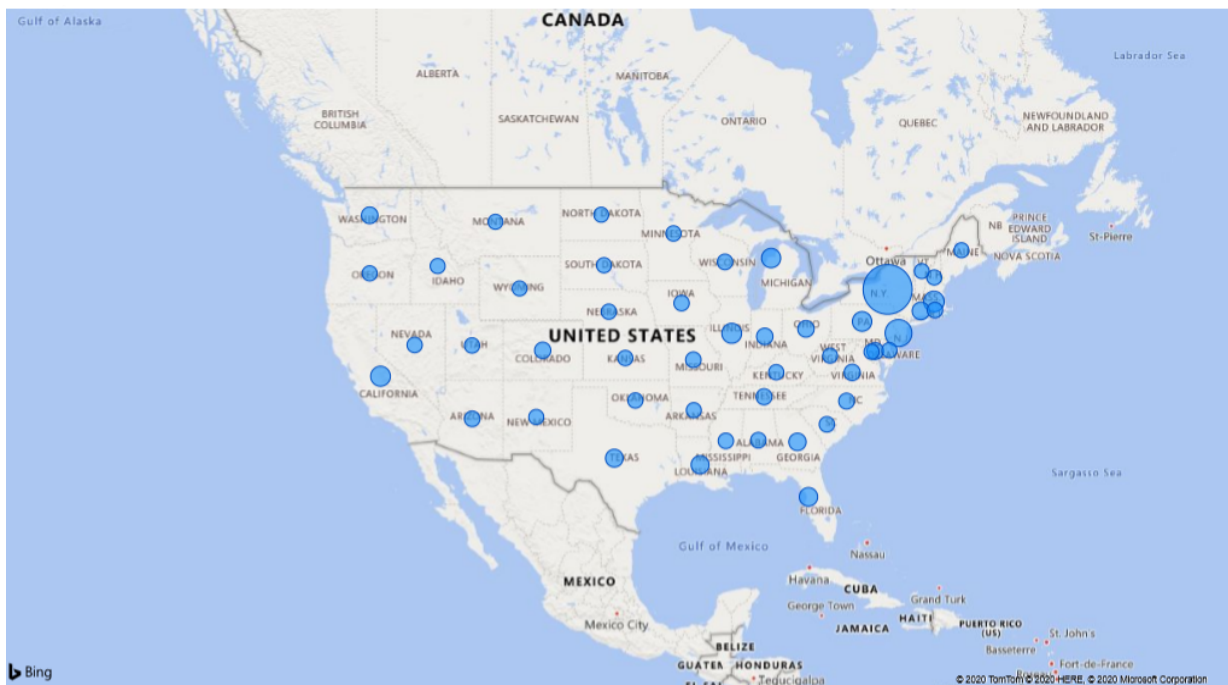 CANADA
Gulf of Alaska
Labrador Sea
ALBERTA
MANITOBA
BRITISH
COLUMBIA
SASKATCHEWAN
ONTARIO
QUEBEC
NEWFOUNDLAND
AND LABRADOR
WASHINGTON
MONTANA
NORTH DAKOTA
MINNESOTA
NB
PRINCE
EDWARD
ISLAND
NOVA SCOTIA
St-Pierre
MAINE
Ottawa
VT
OREGON
IDAHO
SOUTH DAKOTA
WISCONSIN
MICHIGAN
WYOMING
IOWA
N.Y.
MASS
NEBRASKA
NEVADA
UTAH
UNITED STATES
ILLINOIS
INDIANA
OHIO
PA
COLORADO
KANSAS
MISSOURI
WEST
VIRGINIA
MD
DELAWARE
KENTUCKY
VIRGINIA
CALIFORNIA
OKLAHOMA
TENNESSEE
NC
ARIZONA
NEW MEXICO
ARKANSAS
SC
MISSISSIPPI
ALABAMA
GEORGIA
TEXAS
LOUISIANA
Sargasso Sea
FLORIDA
Gulf of Mexico
Nassau
MEXICO
Havana
CUBA
Grand Turk
Mexico City
George Town
JAMAICA
HAITI
PUERTO RICO
(US)
St. John's
Basseterre
BELIZE
HONDURAS
Fort-de-France
Tegucigalpa
Bing
© 2020 TomTom © 2020 HERE, © 2020 Microsoft Corporation